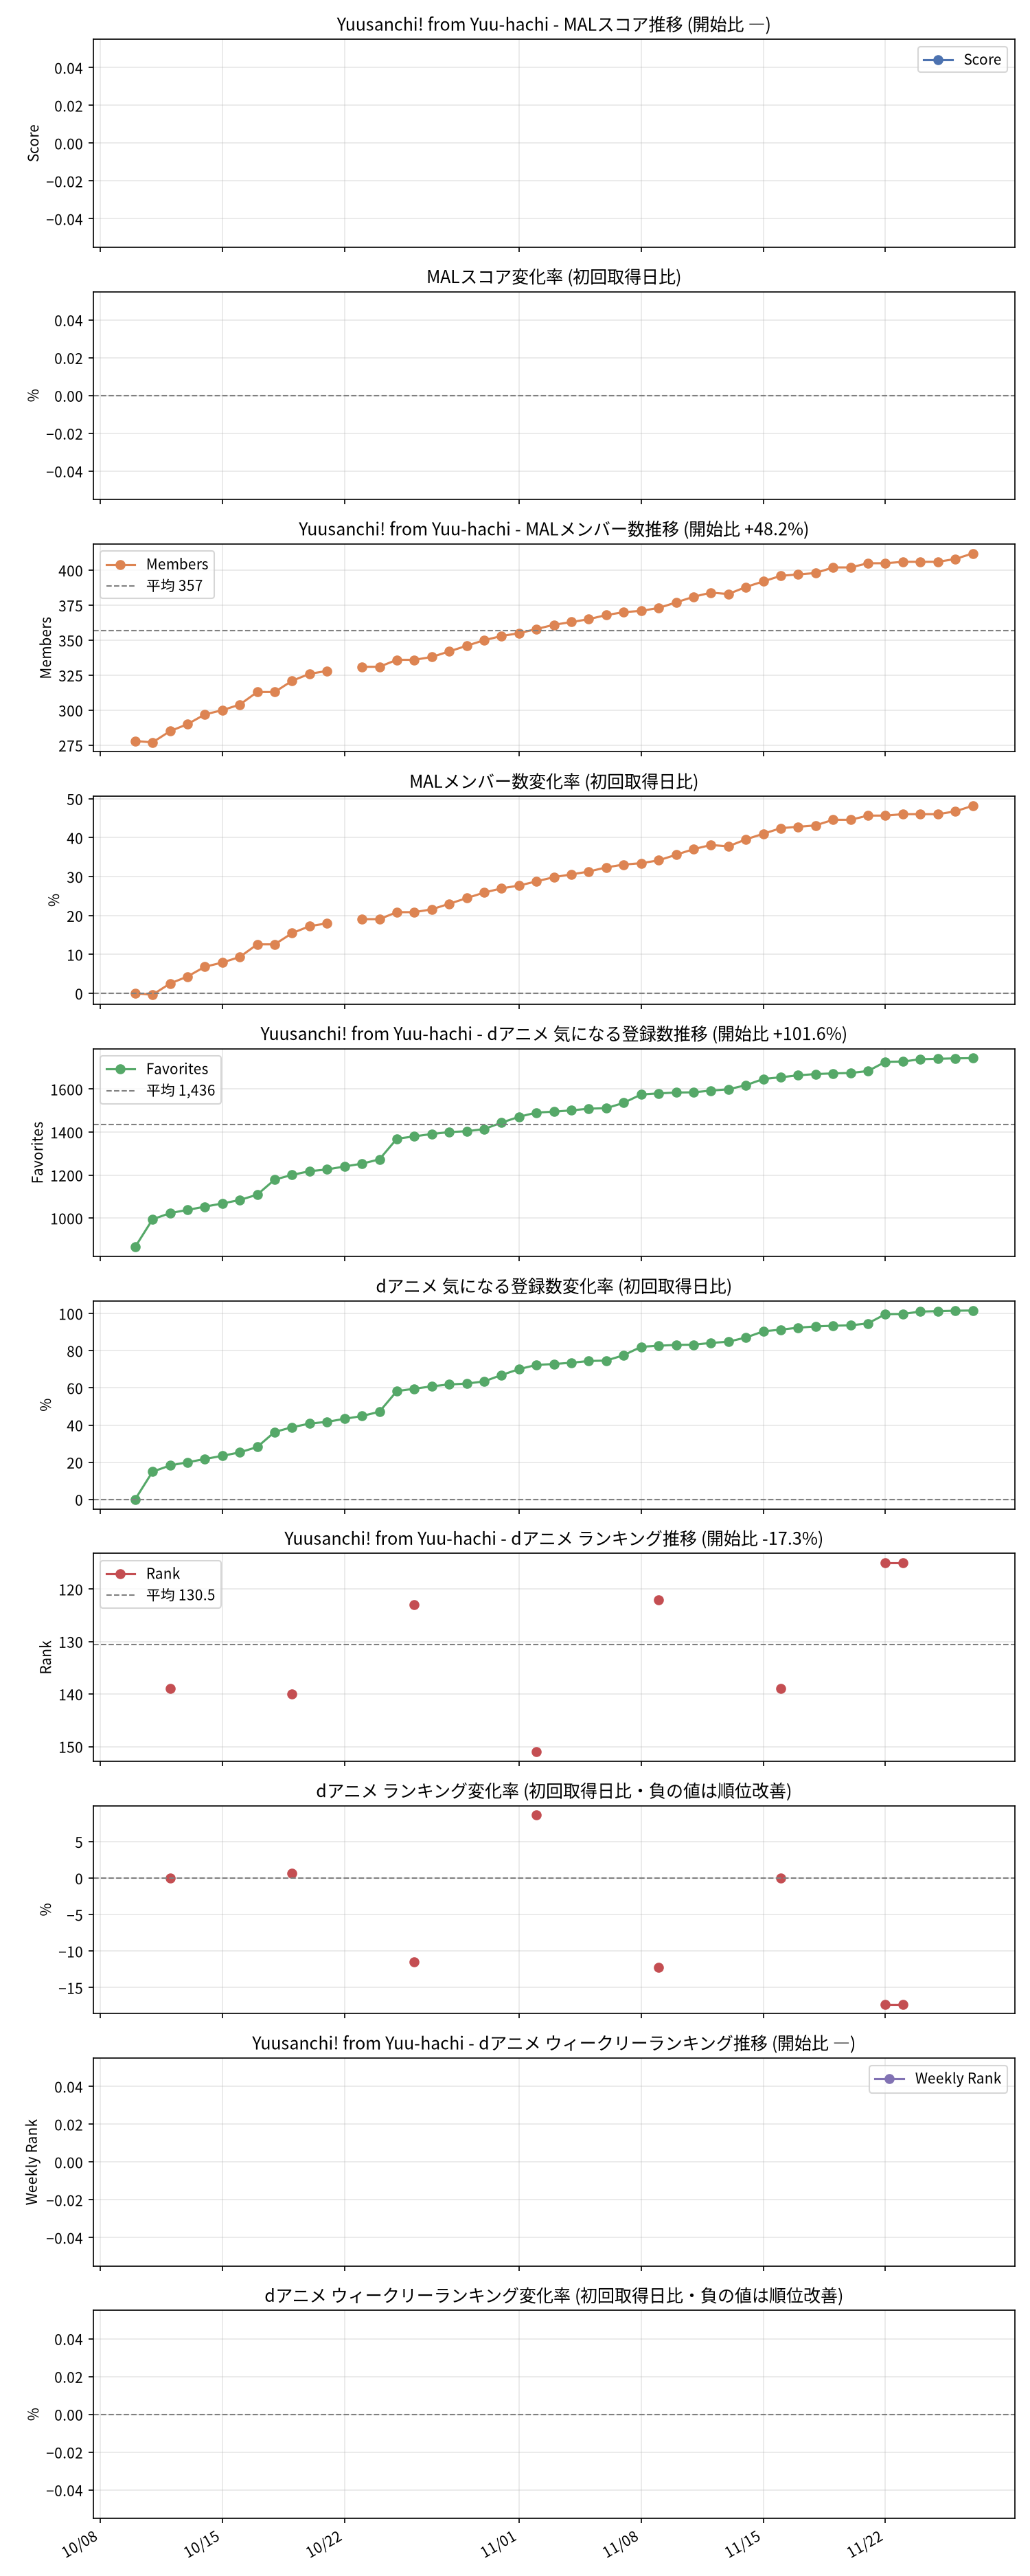 Yuusanchi! from Yuu-hachi - MALスコア推移 (開始比 —)
Score
0.04
0.02
0.00
−0.02
−0.04
Score
MALスコア変化率 (初回取得日比)
0.04
0.02
0.00
−0.02
−0.04
%
Yuusanchi! from Yuu-hachi - MALメンバー数推移 (開始比 +48.2%)
Members
平均 357
400
375
350
325
300
275
Members
MALメンバー数変化率 (初回取得日比)
50
40
30
20
10
0
%
Yuusanchi! from Yuu-hachi - dアニメ 気になる登録数推移 (開始比 +101.6%)
Favorites
平均 1,436
1600
1400
1200
1000
Favorites
dアニメ 気になる登録数変化率 (初回取得日比)
100
80
60
40
20
0
%
Yuusanchi! from Yuu-hachi - dアニメ ランキング推移 (開始比 -17.3%)
Rank
平均 130.5
120
130
140
150
Rank
dアニメ ランキング変化率 (初回取得日比・負の値は順位改善)
5
0
−5
−10
−15
%
Yuusanchi! from Yuu-hachi - dアニメ ウィークリーランキング推移 (開始比 —)
Weekly Rank
0.04
0.02
0.00
−0.02
−0.04
Weekly Rank
dアニメ ウィークリーランキング変化率 (初回取得日比・負の値は順位改善)
0.04
0.02
0.00
−0.02
−0.04
%
10/08
10/15
10/22
11/01
11/08
11/15
11/22